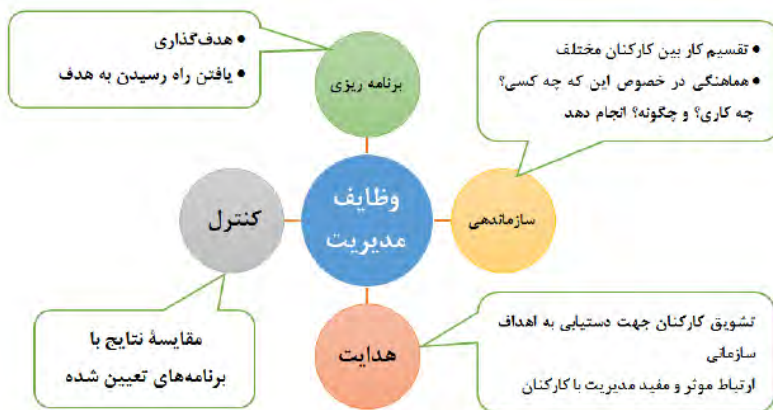 • هدف‌گذاری
• یافتن راه رسیدن به هدف
برنامه ریزی
• تقسیم کار بین کارکنان مختلف
• هماهنگی در خصوص این که چه کسی؟
چه کاری؟ و چگونه؟ انجام دهد
وظایف
مدیریت
سازماندهی
کنترل
هدایت
تشویق کارکنان جهت دستیابی به اهداف
سازمانی
ارتباط موثر و مفید مدیریت با کارکنان
مقایسۀ نتایج با
برنامه‌های تعیین شده